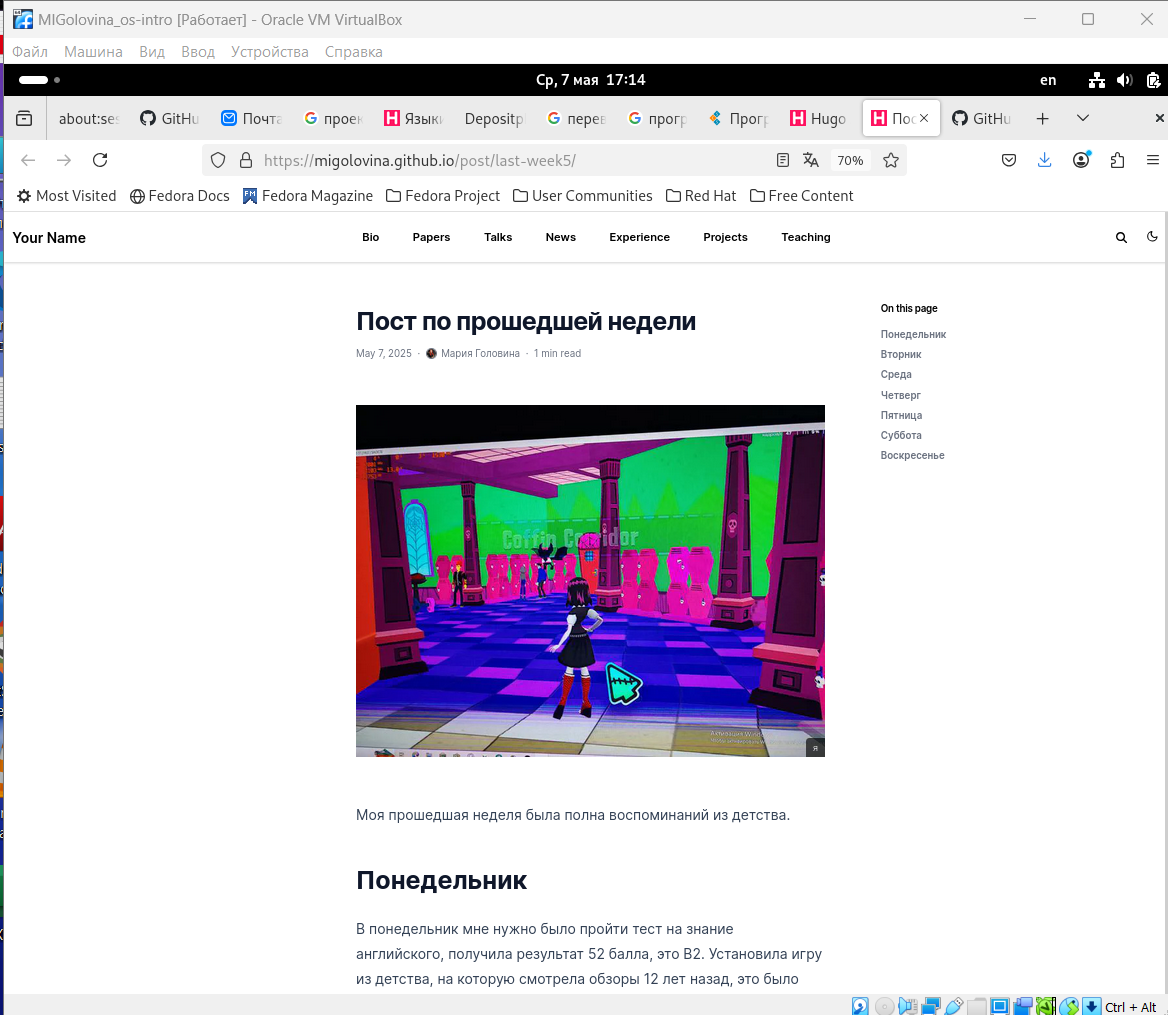 MIGolovina_os-intro [Работает] - Oracle VM VirtualBox
Файл Машина Вид Ввод Устройства Справка
Ср, 7 мая 17:14 en
about:ses GitHu Почта проек Языки Depositp перев прогр Прогр Hugo Пос GitHu
https://migolovina.github.io/post/last-week5/ 70%
Most Visited Fedora Docs Fedora Magazine Fedora Project User Communities Red Hat Free Content
Your Name Bio Papers Talks News Experience Projects Teaching
Пост по прошедшей недели
May 7, 2025 · Мария Головина · 1 min read
On this page
Понедельник
Вторник
Среда
Четверг
Пятница
Суббота
Воскресенье
Coffin Corridor
Активация Wind
Я
Моя прошедшая неделя была полна воспоминаний из детства.
Понедельник
В понедельник мне нужно было пройти тест на знание
английского, получила результат 52 балла, это B2. Установила игру
из детства, на которую смотрела обзоры 12 лет назад, это было
Ctrl + Alt